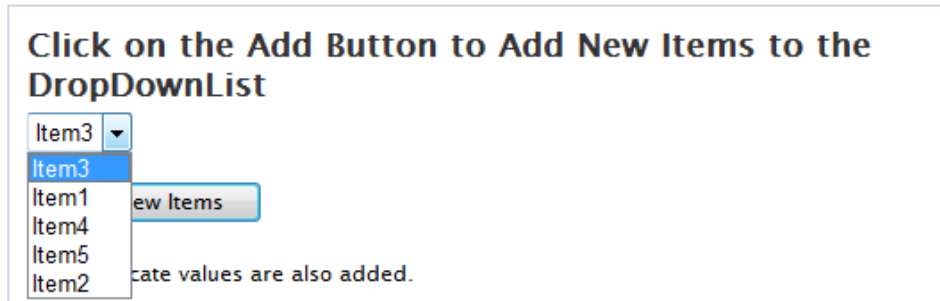 Click on the Add Button to Add New Items to the
DropDownList
Item3
Item3
Item1
ew Items
Item4
Item5
Item2
cate values are also added.